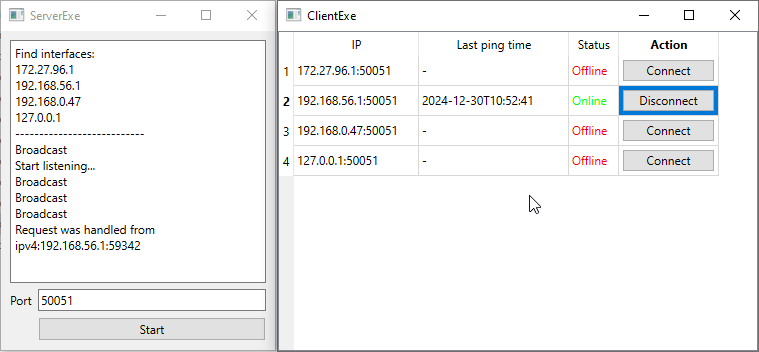 ServerExe
Find interfaces:
172.27.96.1
192.168.56.1
192.168.0.47
127.0.0.1
----------------------------
Broadcast
Start listening...
Broadcast
Broadcast
Broadcast
Request was handled from
ipv4:192.168.56.1:59342
Port 50051
Start
ClientExe
IP Last ping time Status Action
1 172.27.96.1:50051 - Offline Connect
2 192.168.56.1:50051 2024-12-30T10:52:41 Online Disconnect
3 192.168.0.47:50051 - Offline Connect
4 127.0.0.1:50051 - Offline Connect